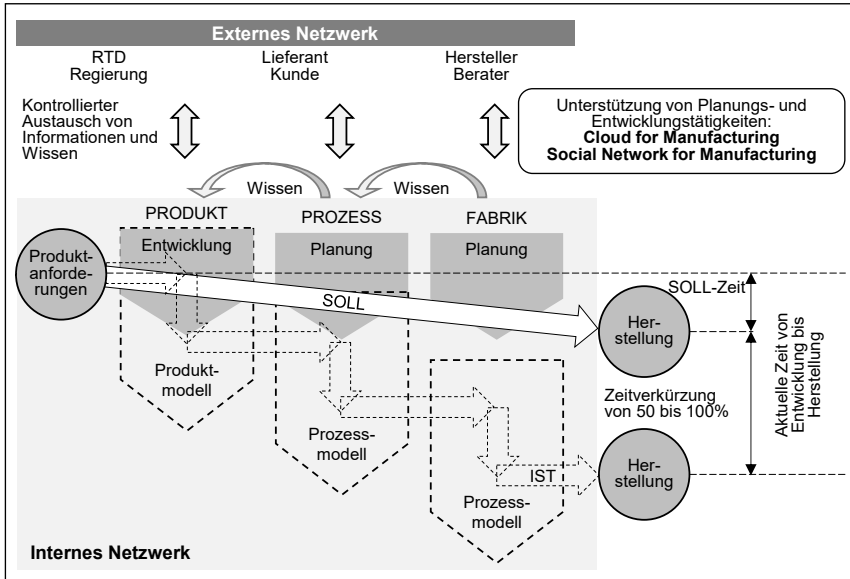 Externes Netzwerk
RTD
Regierung
Lieferant
Kunde
Hersteller
Berater
Kontrollierter
Austausch von
Informationen und
Wissen
Unterstützung von Planungs- und
Entwicklungstätigkeiten:
Cloud for Manufacturing
Social Network for Manufacturing
Wissen
Wissen
PRODUKT
PROZESS
FABRIK
Produkt-
anforde-
rungen
Entwicklung
Planung
Planung
SOLL
SOLL-Zeit
Her-
stellung
Produkt-
modell
Aktuelle Zeit von
Entwicklung bis
Herstellung
Zeitverkürzung
von 50 bis 100%
Prozess-
modell
IST
Her-
stellung
Prozess-
modell
Internes Netzwerk